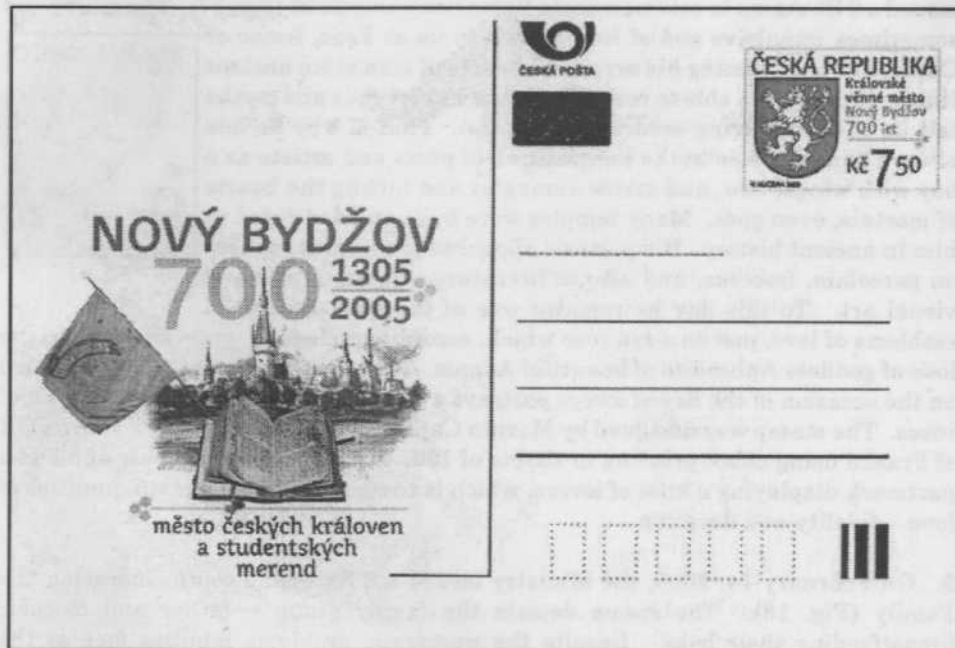 ČESKÁ POŠTA
ČESKÁ REPUBLIKA
Královské
věnné město
Nový Bydžov
700 let
Kč 7 50
NOVÝ BYDŽOV
700 1305
2005
město českých královen
a studentských
merend